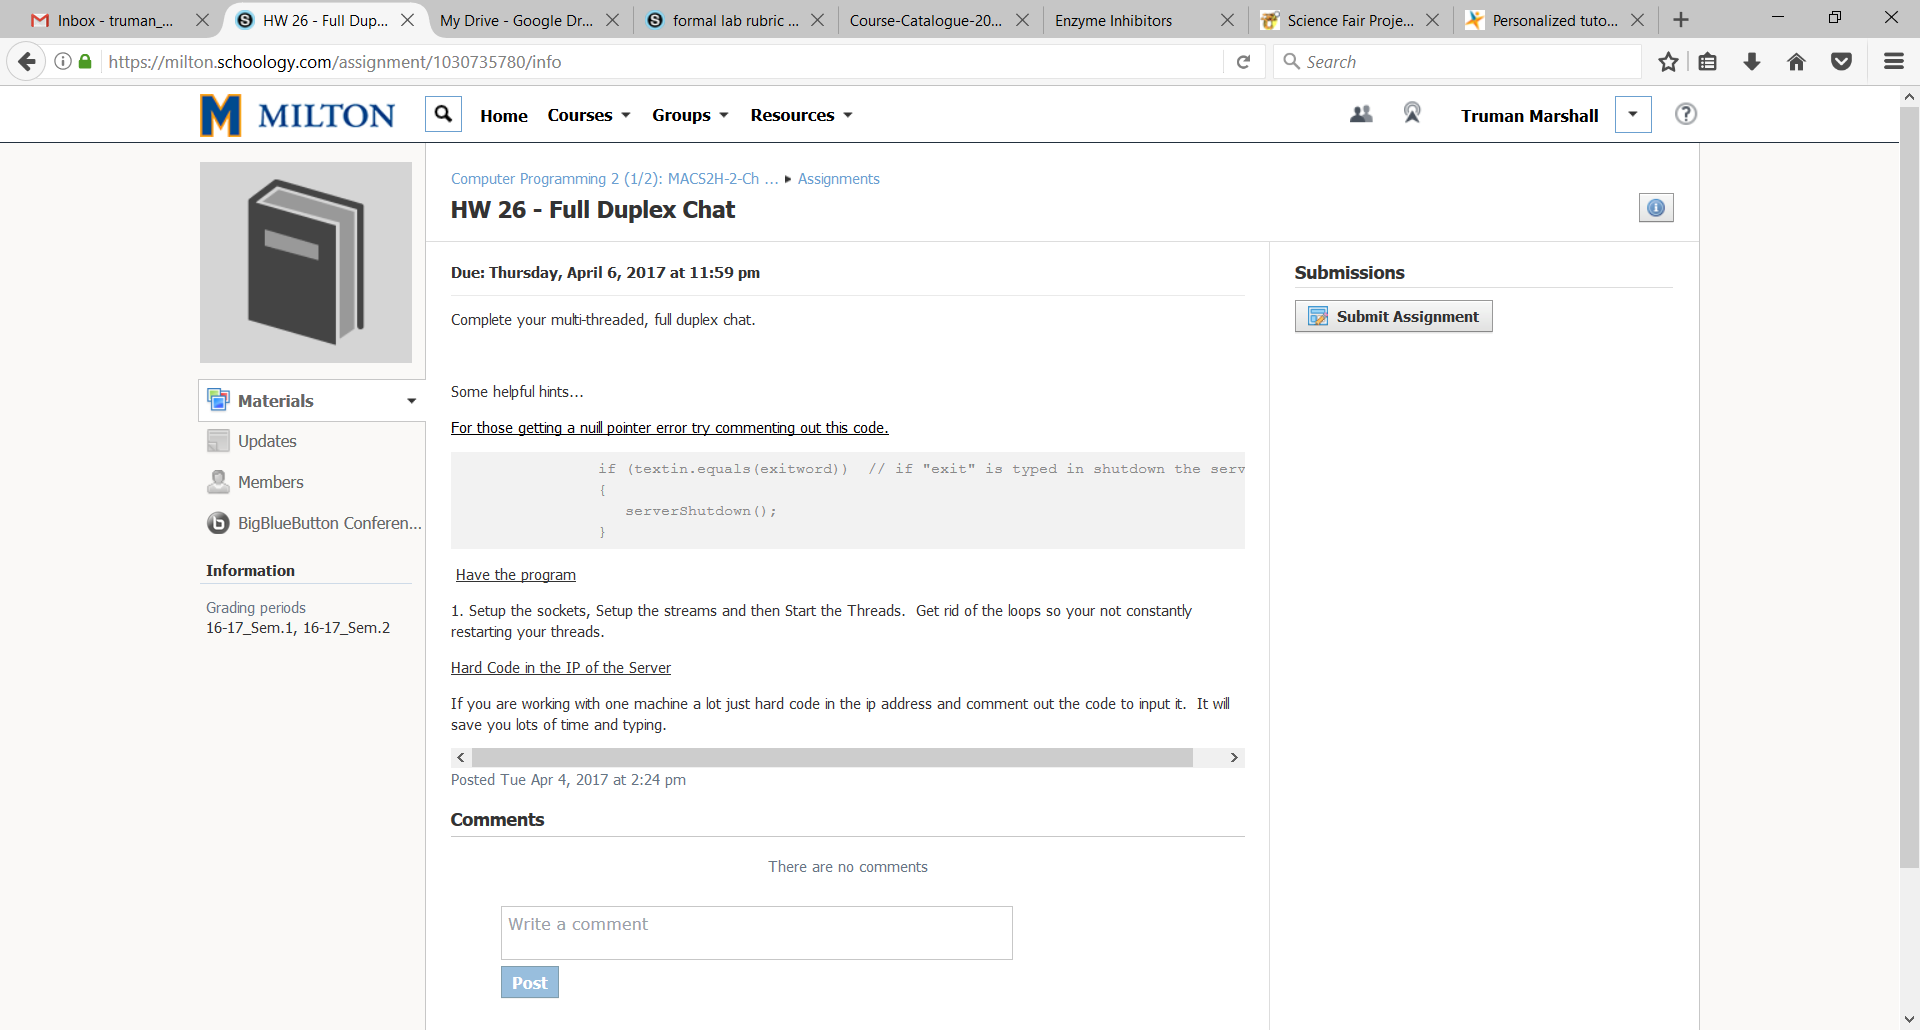 Inbox - truman_...
HW 26 - Full Dup...
My Drive - Google Dr...
formal lab rubric ...
Course-Catalogue-20...
Enzyme Inhibitors
Science Fair Proje...
Personalized tuto...
https://milton.schoology.com/assignment/1030735780/info
Search
M MILTON
Home
Courses
Groups
Resources
Truman Marshall
Computer Programming 2 (1/2): MACS2H-2-Ch ... ▸ Assignments
HW 26 - Full Duplex Chat
Materials
Updates
Members
BigBlueButton Conferen...
Information
Grading periods
16-17_Sem.1, 16-17_Sem.2
Due: Thursday, April 6, 2017 at 11:59 pm
Complete your multi-threaded, full duplex chat.
Some helpful hints...
For those getting a nuill pointer error try commenting out this code.
if (textin.equals(exitword))  // if "exit" is typed in shutdown the serv
{
serverShutdown();
}
Have the program
1. Setup the sockets, Setup the streams and then Start the Threads.  Get rid of the loops so your not constantly
restarting your threads.
Hard Code in the IP of the Server
If you are working with one machine a lot just hard code in the ip address and comment out the code to input it.  It will
save you lots of time and typing.
Posted Tue Apr 4, 2017 at 2:24 pm
Comments
There are no comments
Write a comment
Post
Submissions
Submit Assignment